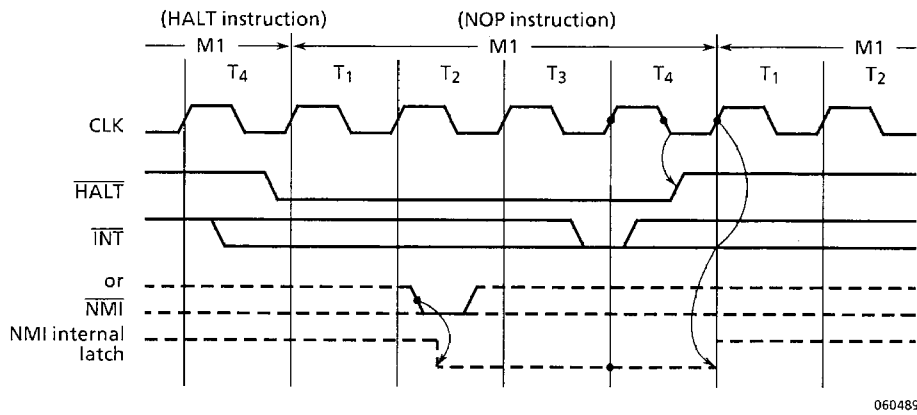 (HALT instruction) (NOP instruction)
M1 M1 M1
T4 T1 T2 T3 T4 T1 T2
CLK
HALT
INT
or
NMI
NMI internal
latch
060489